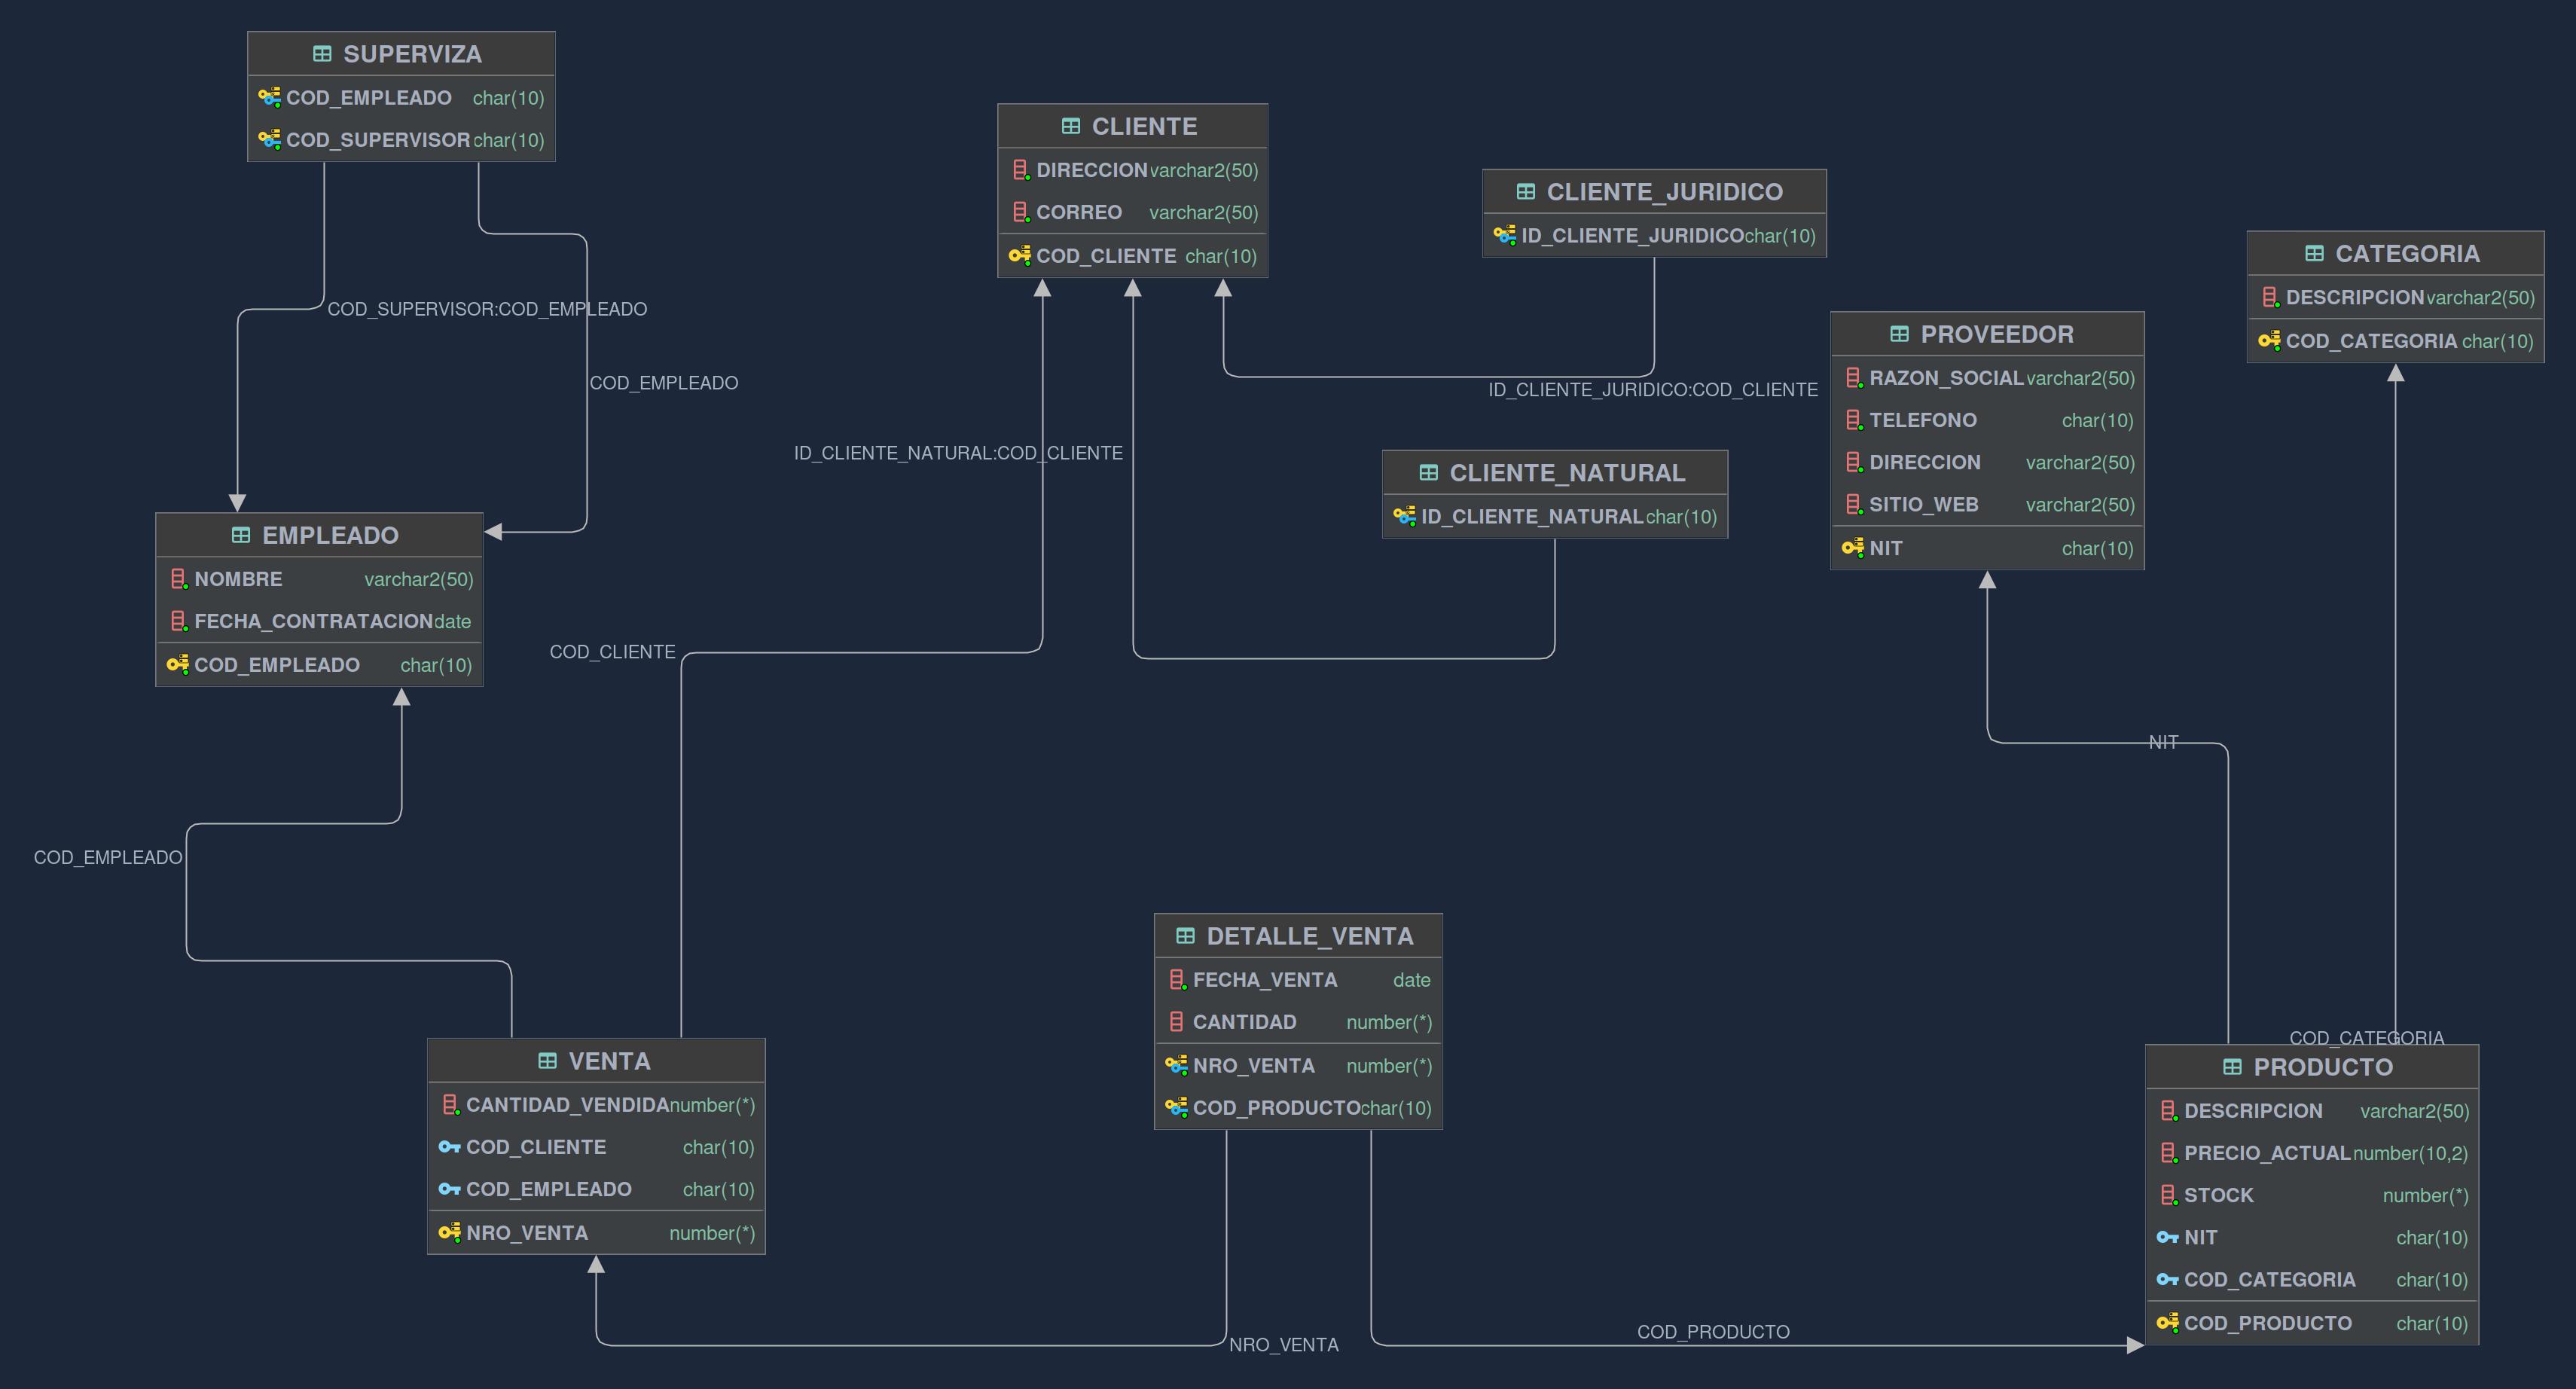 SUPERVIZA
COD_EMPLEADO char(10)
COD_SUPERVISOR char(10)
COD_SUPERVISOR:COD_EMPLEADO
COD_EMPLEADO
EMPLEADO
NOMBRE varchar2(50)
FECHA_CONTRATACION date
COD_EMPLEADO char(10)
COD_EMPLEADO
CLIENTE
DIRECCION varchar2(50)
CORREO varchar2(50)
COD_CLIENTE char(10)
CLIENTE_JURIDICO
ID_CLIENTE_JURIDICO char(10)
ID_CLIENTE_JURIDICO:COD_CLIENTE
ID_CLIENTE_NATURAL:COD_CLIENTE
CLIENTE_NATURAL
ID_CLIENTE_NATURAL char(10)
COD_CLIENTE
PROVEEDOR
RAZON_SOCIAL varchar2(50)
TELEFONO char(10)
DIRECCION varchar2(50)
SITIO_WEB varchar2(50)
NIT char(10)
CATEGORIA
DESCRIPCION varchar2(50)
COD_CATEGORIA char(10)
NIT
COD_CATEGORIA
VENTA
CANTIDAD_VENDIDA number(*)
COD_CLIENTE char(10)
COD_EMPLEADO char(10)
NRO_VENTA number(*)
DETALLE_VENTA
FECHA_VENTA date
CANTIDAD number(*)
NRO_VENTA number(*)
COD_PRODUCTO char(10)
NRO_VENTA
COD_PRODUCTO
PRODUCTO
DESCRIPCION varchar2(50)
PRECIO_ACTUAL number(10,2)
STOCK number(*)
NIT char(10)
COD_CATEGORIA char(10)
COD_PRODUCTO char(10)